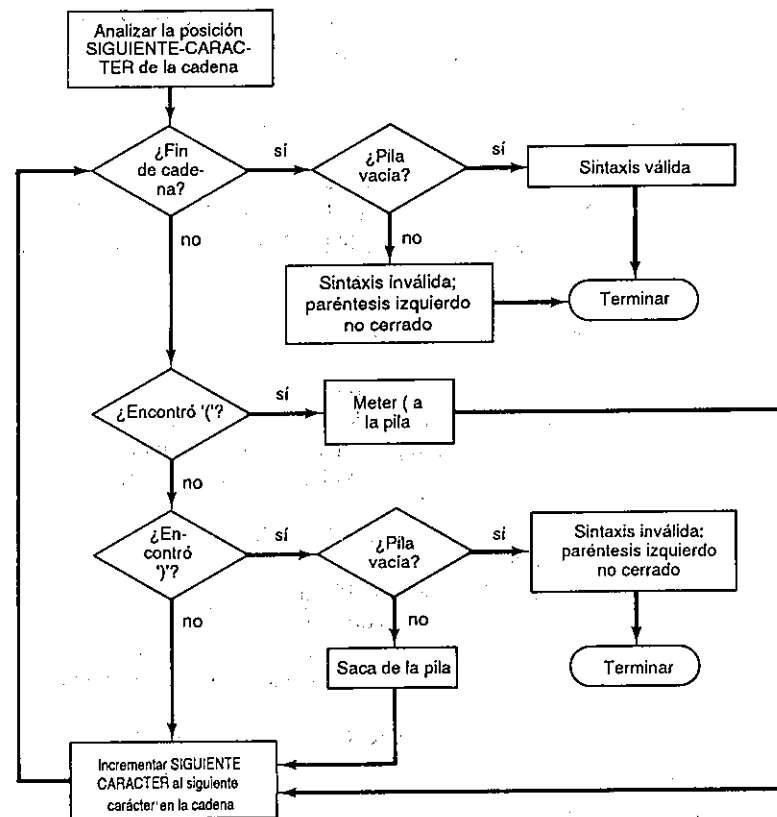 Analizar la posición
SIGUIENTE-CARAC-
TER de la cadena
¿Fin
de cade-
na?
sí
¿Pila
vacía?
sí
Sintaxis válida
no
no
Sintaxis inválida;
paréntesis izquierdo
no cerrado
Terminar
¿Encontró '('?
sí
Meter ( a
la pila
no
¿En-
contró
')'?
sí
¿Pila
vacía?
sí
Sintaxis inválida;
paréntesis izquierdo
no cerrado
no
no
Saca de la pila
Terminar
Incrementar SIGUIENTE
CARACTER al siguiente
carácter en la cadena